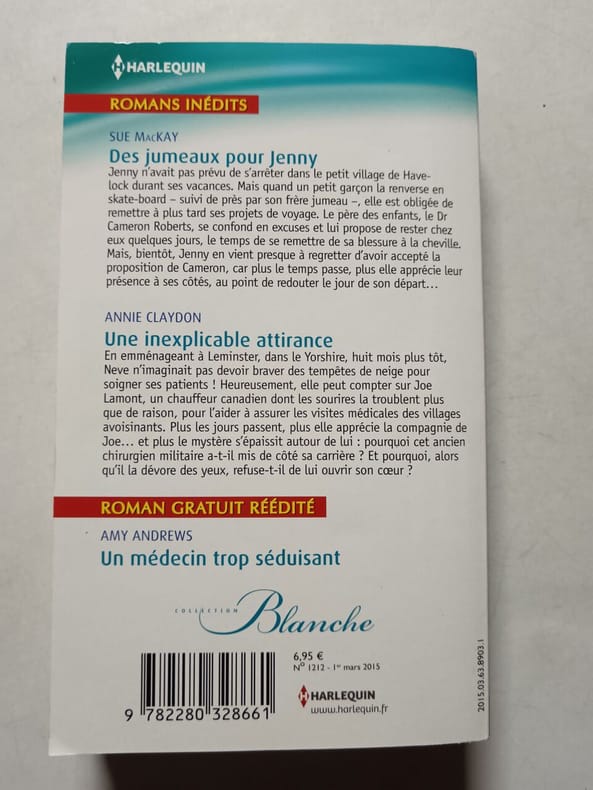 HARLEQUIN
ROMANS INÉDITS
SUE MACKAY
Des jumeaux pour Jenny
Jenny n'avait pas prévu de s'arrêter dans le petit village de Have-
lock durant ses vacances. Mais quand un petit garçon la renverse en
skate-board – suivi de près par son frère jumeau –, elle est obligée de
remettre à plus tard ses projets de voyage. Le père des enfants, le Dr
Cameron Roberts, se confond en excuses et lui propose de rester chez
eux quelques jours, le temps de se remettre de sa blessure à la cheville.
Mais, bientôt, Jenny en vient presque à regretter d'avoir accepté la
proposition de Cameron, car plus le temps passe, plus elle apprécie leur
présence à ses côtés, au point de redouter le jour de son départ...
ANNIE CLAYDON
Une inexplicable attirance
En emménageant à Leminster, dans le Yorshire, huit mois plus tôt,
Neve n'imaginait pas devoir braver des tempêtes de neige pour
soigner ses patients ! Heureusement, elle peut compter sur Joe
Lamont, un chauffeur canadien dont les sourires la troublent plus
que de raison, pour l'aider à assurer les visites médicales des villages
avoisinants. Plus les jours passent, plus elle apprécie la compagnie de
Joe... et plus le mystère s'épaissit autour de lui : pourquoi cet ancien
chirurgien militaire a-t-il mis de côté sa carrière ? Et pourquoi, alors
qu'il la dévore des yeux, refuse-t-il de lui ouvrir son cœur ?
ROMAN GRATUIT RÉÉDITÉ
AMY ANDREWS
Un médecin trop séduisant
COLLECTION Blanche
6,95 €
N° 1212 - 1er mars 2015
HARLEQUIN
www.harlequin.fr
9 782280 328661
2015.03.63.8903.1